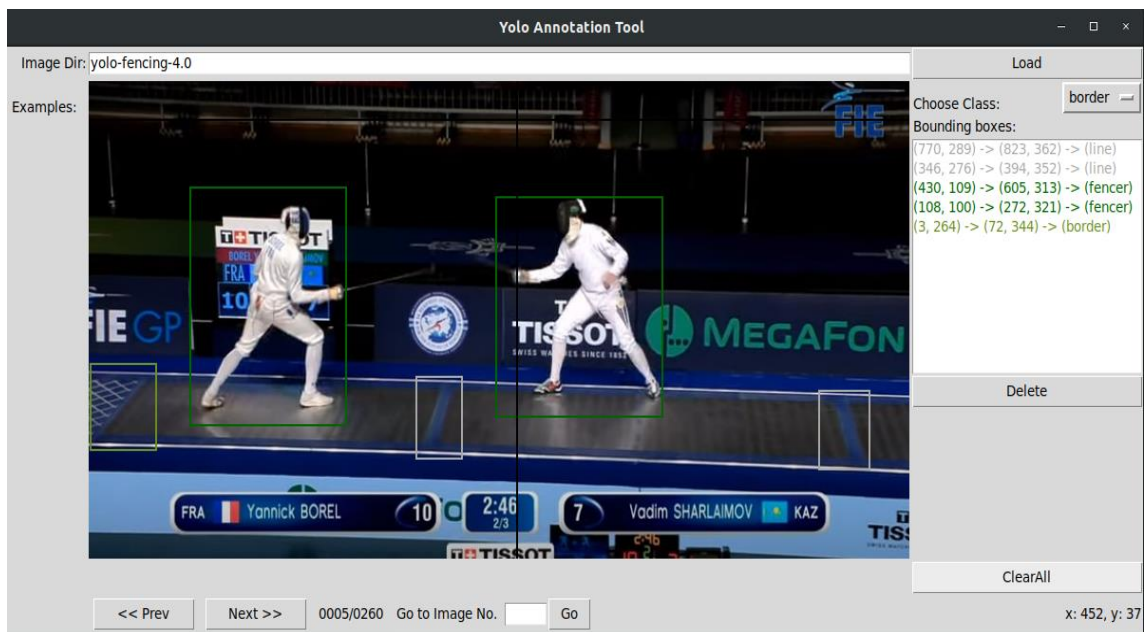 Yolo Annotation Tool
Image Dir: yolo-fencing-4.0
Load
Examples:
Choose Class: border
Bounding boxes:
(770, 289) -> (823, 362) -> (line)
(346, 276) -> (394, 352) -> (line)
(430, 109) -> (605, 313) -> (fencer)
(108, 100) -> (272, 321) -> (fencer)
(3, 264) -> (72, 344) -> (border)
Delete
FIE
FRA
10
FIE GP
TISSOT
SWISS WATCHES SINCE 1853
MEGAFON
FRA Yannick BOREL 10
2:46
2/3
7 Vadim SHARLAIMOV KAZ
TISSOT
ClearAll
<< Prev
Next >>
0005/0260
Go to Image No.
Go
x: 452, y: 37